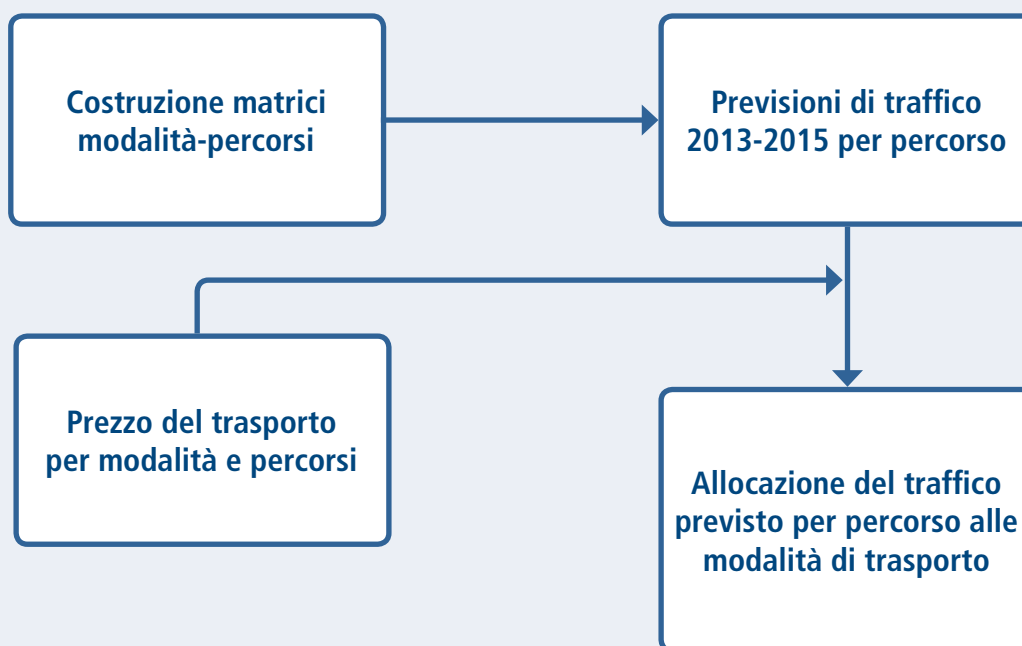 Costruzione matrici
modalità-percorsi
Previsioni di traffico
2013-2015 per percorso
Prezzo del trasporto
per modalità e percorsi
Allocazione del traffico
previsto per percorso alle
modalità di trasporto